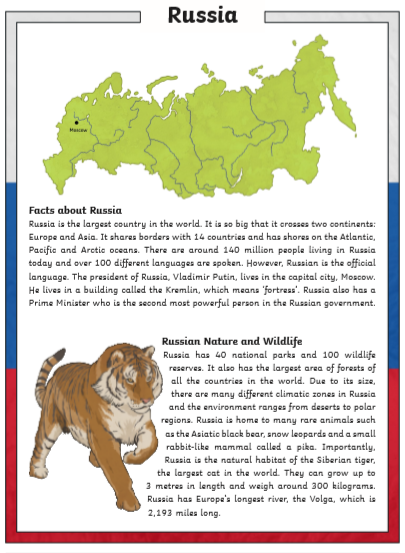 Russia
Moscow
Facts about Russia
Russia is the largest country in the world. It is so big that it crosses two continents:
Europe and Asia. It shares borders with 14 countries and has shores on the Atlantic,
Pacific and Arctic oceans. There are around 140 million people living in Russia
today and over 100 different languages are spoken. However, Russian is the official
language. The president of Russia, Vladimir Putin, lives in the capital city, Moscow.
He lives in a building called the Kremlin, which means ‘fortress’. Russia also has a
Prime Minister who is the second most powerful person in the Russian government.
Russian Nature and Wildlife
Russia has 40 national parks and 100 wildlife
reserves. It also has the largest area of forests of
all the countries in the world. Due to its size,
there are many different climatic zones in Russia
and the environment ranges from deserts to polar
regions. Russia is home to many rare animals such
as the Asiatic black bear, snow leopards and a small
rabbit-like mammal called a pika. Importantly,
Russia is the natural habitat of the Siberian tiger,
the largest cat in the world. They can grow up to
3 metres in length and weigh around 300 kilograms.
Russia has Europe's longest river, the Volga, which is
2,193 miles long.